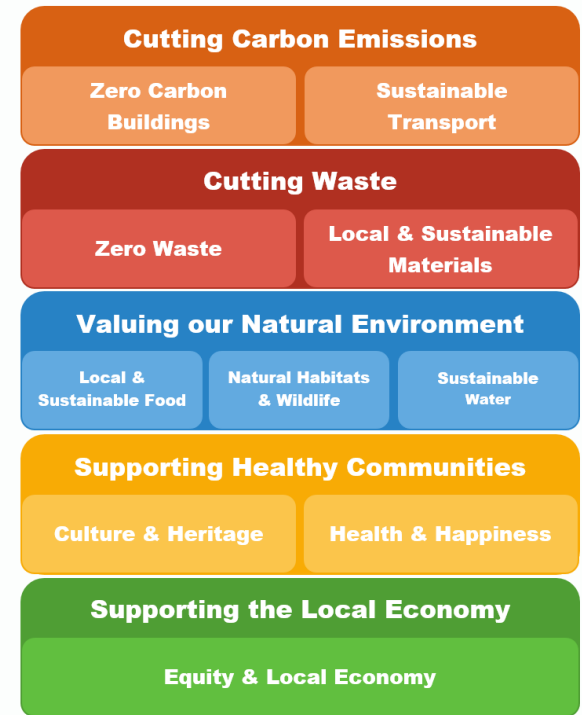 Cutting Carbon Emissions
Zero Carbon
Buildings
Sustainable
Transport
Cutting Waste
Zero Waste
Local & Sustainable
Materials
Valuing our Natural Environment
Local &
Sustainable Food
Natural Habitats
& Wildlife
Sustainable
Water
Supporting Healthy Communities
Culture & Heritage
Health & Happiness
Supporting the Local Economy
Equity & Local Economy